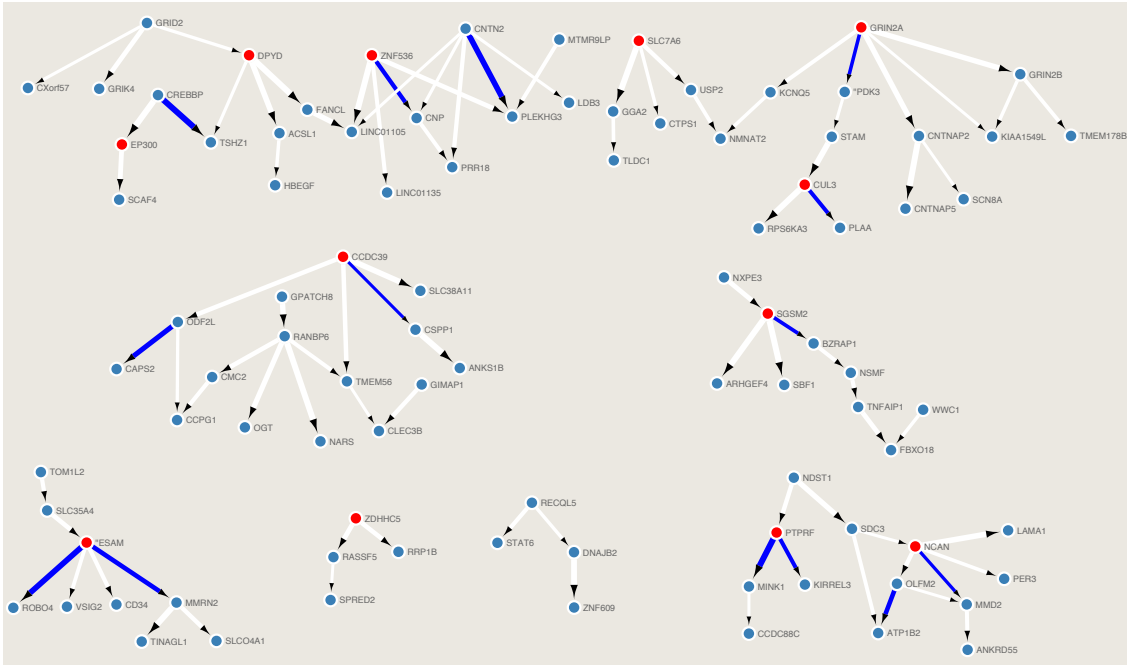 GRID2
CNTN2
GRIN2A
MTMR9LP
SLC7A6
DPYD
ZNF536
GRIN2B
CXorf57
GRIK4
CREBBP
USP2
KCNQ5
"PDK3
LDB3
FANCL
GGA2
PLEKHG3
CNP
CTPS1
LINC01105
ACSL1
NMNAT2
STAM
CNTNAP2
KIAA1549L
TMEM178B
EP300
TSHZ1
TLDC1
PRR18
HBEGF
CUL3
LINC01135
SCAF4
SCN8A
CNTNAP5
RPS6KA3
PLAA
CCDC39
NXPE3
SLC38A11
GPATCH8
SGSM2
ODF2L
CSPP1
RANBP6
BZRAP1
CAPS2
ANKS1B
CMC2
TMEM56
GIMAP1
NSMF
ARHGEF4
SBF1
TNFAIP1
WWC1
CCPG1
OGT
CLEC3B
NARS
FBXO18
TOM1L2
NDST1
RECQL5
SLC35A4
ZDHHC5
SDC3
LAMA1
PTPRF
"ESAM
STAT6
NCAN
RRP1B
DNAJB2
RASSF5
PER3
MINK1
KIRREL3
OLFM2
SPRED2
MMRN2
CD34
MMD2
VSIG2
ROBO4
ZNF609
CCDC88C
ATP1B2
TINAGL1
SLCO4A1
ANKRD55